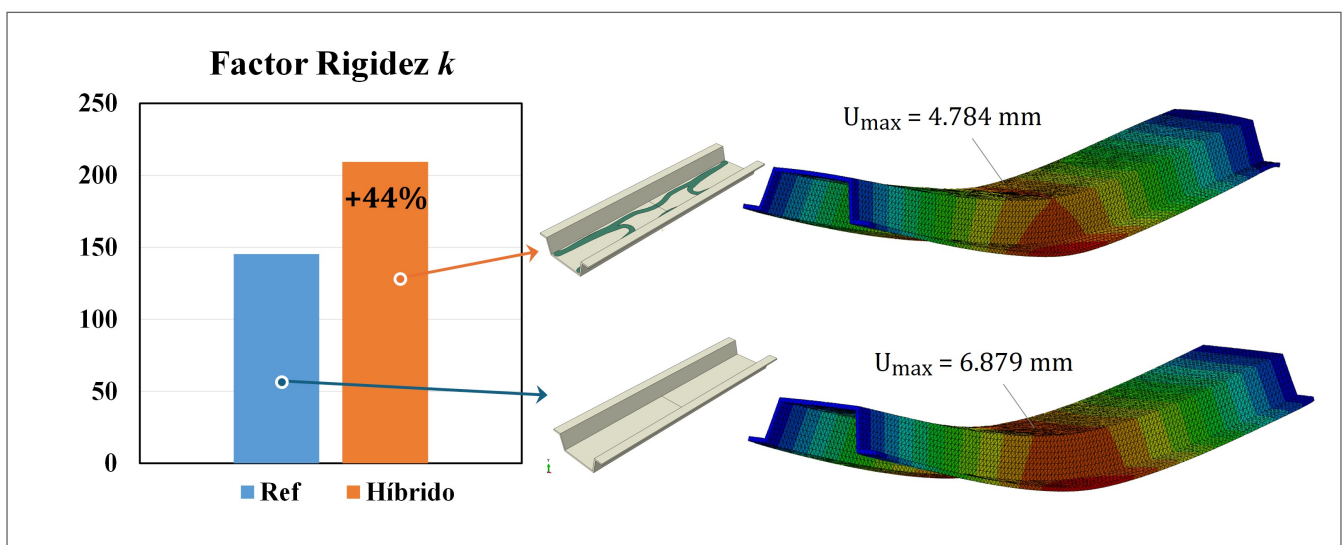 Factor Rigidez k
250
200
150
100
50
0
+44%
Ref
Híbrido
Umax = 4.784 mm
Umax = 6.879 mm